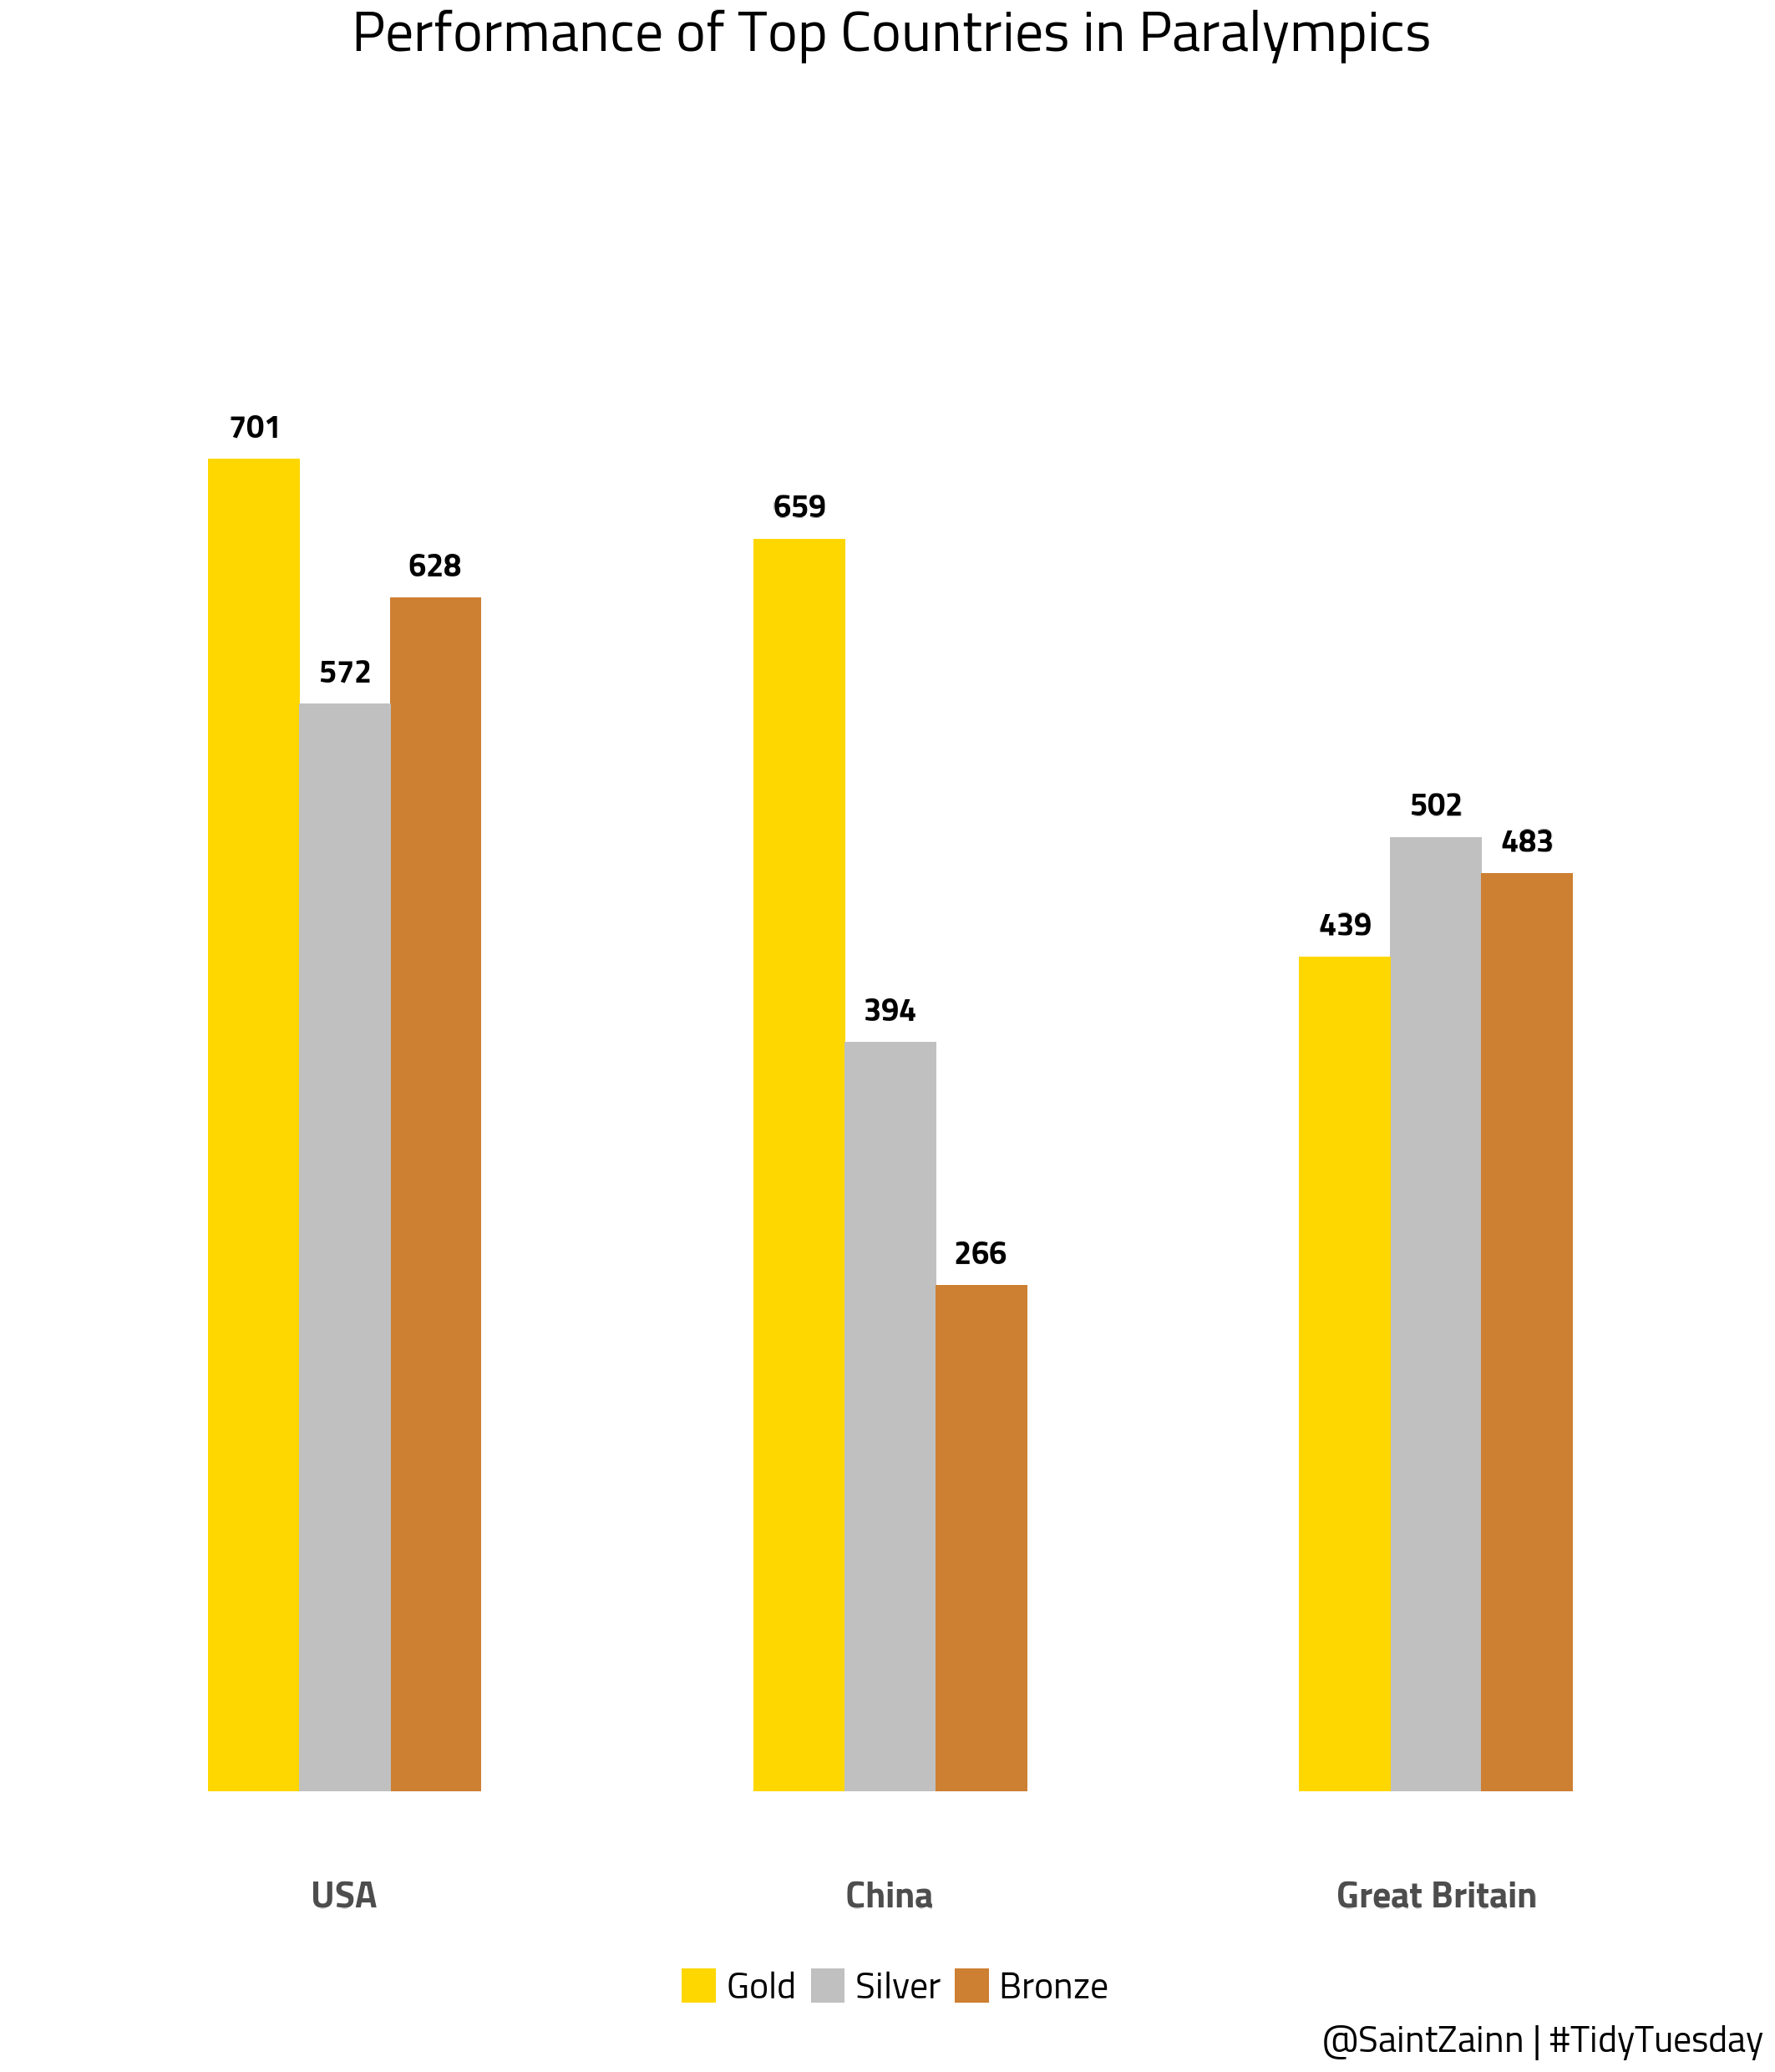 Performance of Top Countries in Paralympics
701
572
628
659
394
266
439
502
483
USA
China
Great Britain
Gold
Silver
Bronze
@SaintZainn | #TidyTuesday